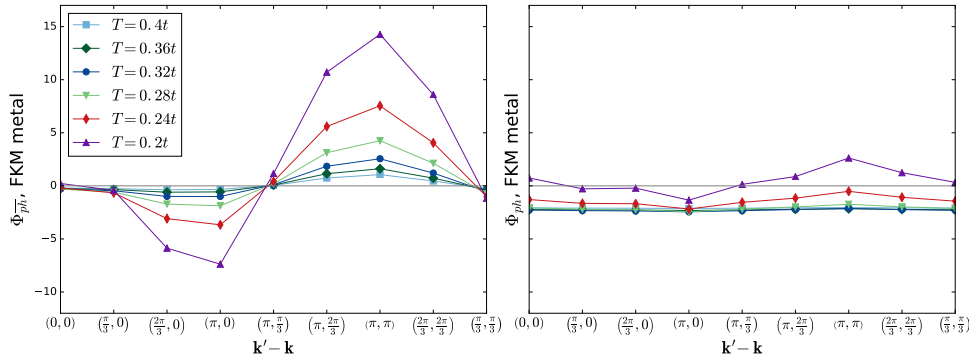 15
10
5
0
−5
−10
Φ_{\overline{ph}}, FKM metal
T = 0.4t
T = 0.36t
T = 0.32t
T = 0.28t
T = 0.24t
T = 0.2t
(0, 0) (π/3, 0) (2π/3, 0) (π, 0) (π, π/3) (π, 2π/3) (π, π) (2π/3, 2π/3) (π/3, π/3)
k′ − k
Φ_{ph}, FKM metal
(0, 0) (π/3, 0) (2π/3, 0) (π, 0) (π, π/3) (π, 2π/3) (π, π) (2π/3, 2π/3) (π/3, π/3)
k′ − k